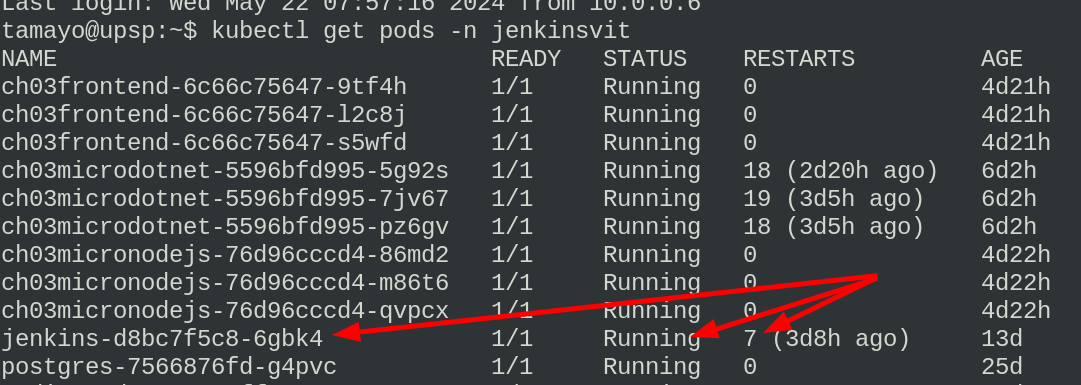 Last login: Wed May 22 07:57:16 2024 from 10.0.0.6
tamayo@upsp:~$ kubectl get pods -n jenkinsvit
NAME READY STATUS RESTARTS AGE
ch03frontend-6c66c75647-9tf4h 1/1 Running 0 4d21h
ch03frontend-6c66c75647-l2c8j 1/1 Running 0 4d21h
ch03frontend-6c66c75647-s5wfd 1/1 Running 0 4d21h
ch03microdotnet-5596bfd995-5g92s 1/1 Running 18 (2d20h ago) 6d2h
ch03microdotnet-5596bfd995-7jv67 1/1 Running 19 (3d5h ago) 6d2h
ch03microdotnet-5596bfd995-pz6gv 1/1 Running 18 (3d5h ago) 6d2h
ch03micronodejs-76d96cccd4-86md2 1/1 Running 0 4d22h
ch03micronodejs-76d96cccd4-m86t6 1/1 Running 0 4d22h
ch03micronodejs-76d96cccd4-qvpcx 1/1 Running 0 4d22h
jenkins-d8bc7f5c8-6gbk4 1/1 Running 7 (3d8h ago) 13d
postgres-7566876fd-g4pvc 1/1 Running 0 25d